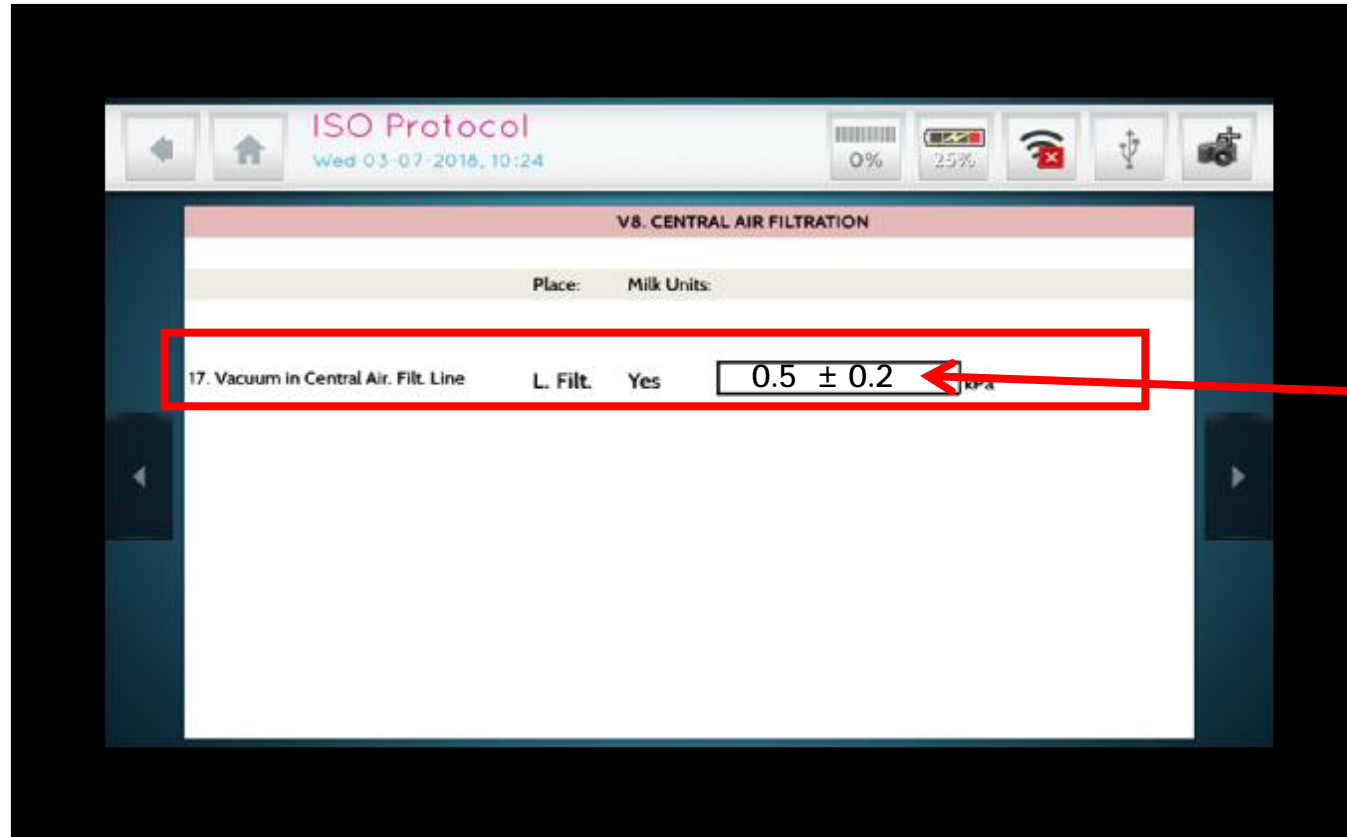 ISO Protocol
Wed 03-07-2018, 10:24
0%
25%
V8. CENTRAL AIR FILTRATION
Place: Milk Units:
17. Vacuum in Central Air. Filt. Line L. Filt. Yes 0.5 ± 0.2 kPa